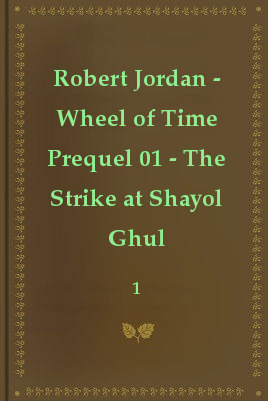 Robert Jordan -
Wheel of Time
Prequel 01 - The
Strike at Shayol
Ghul
1